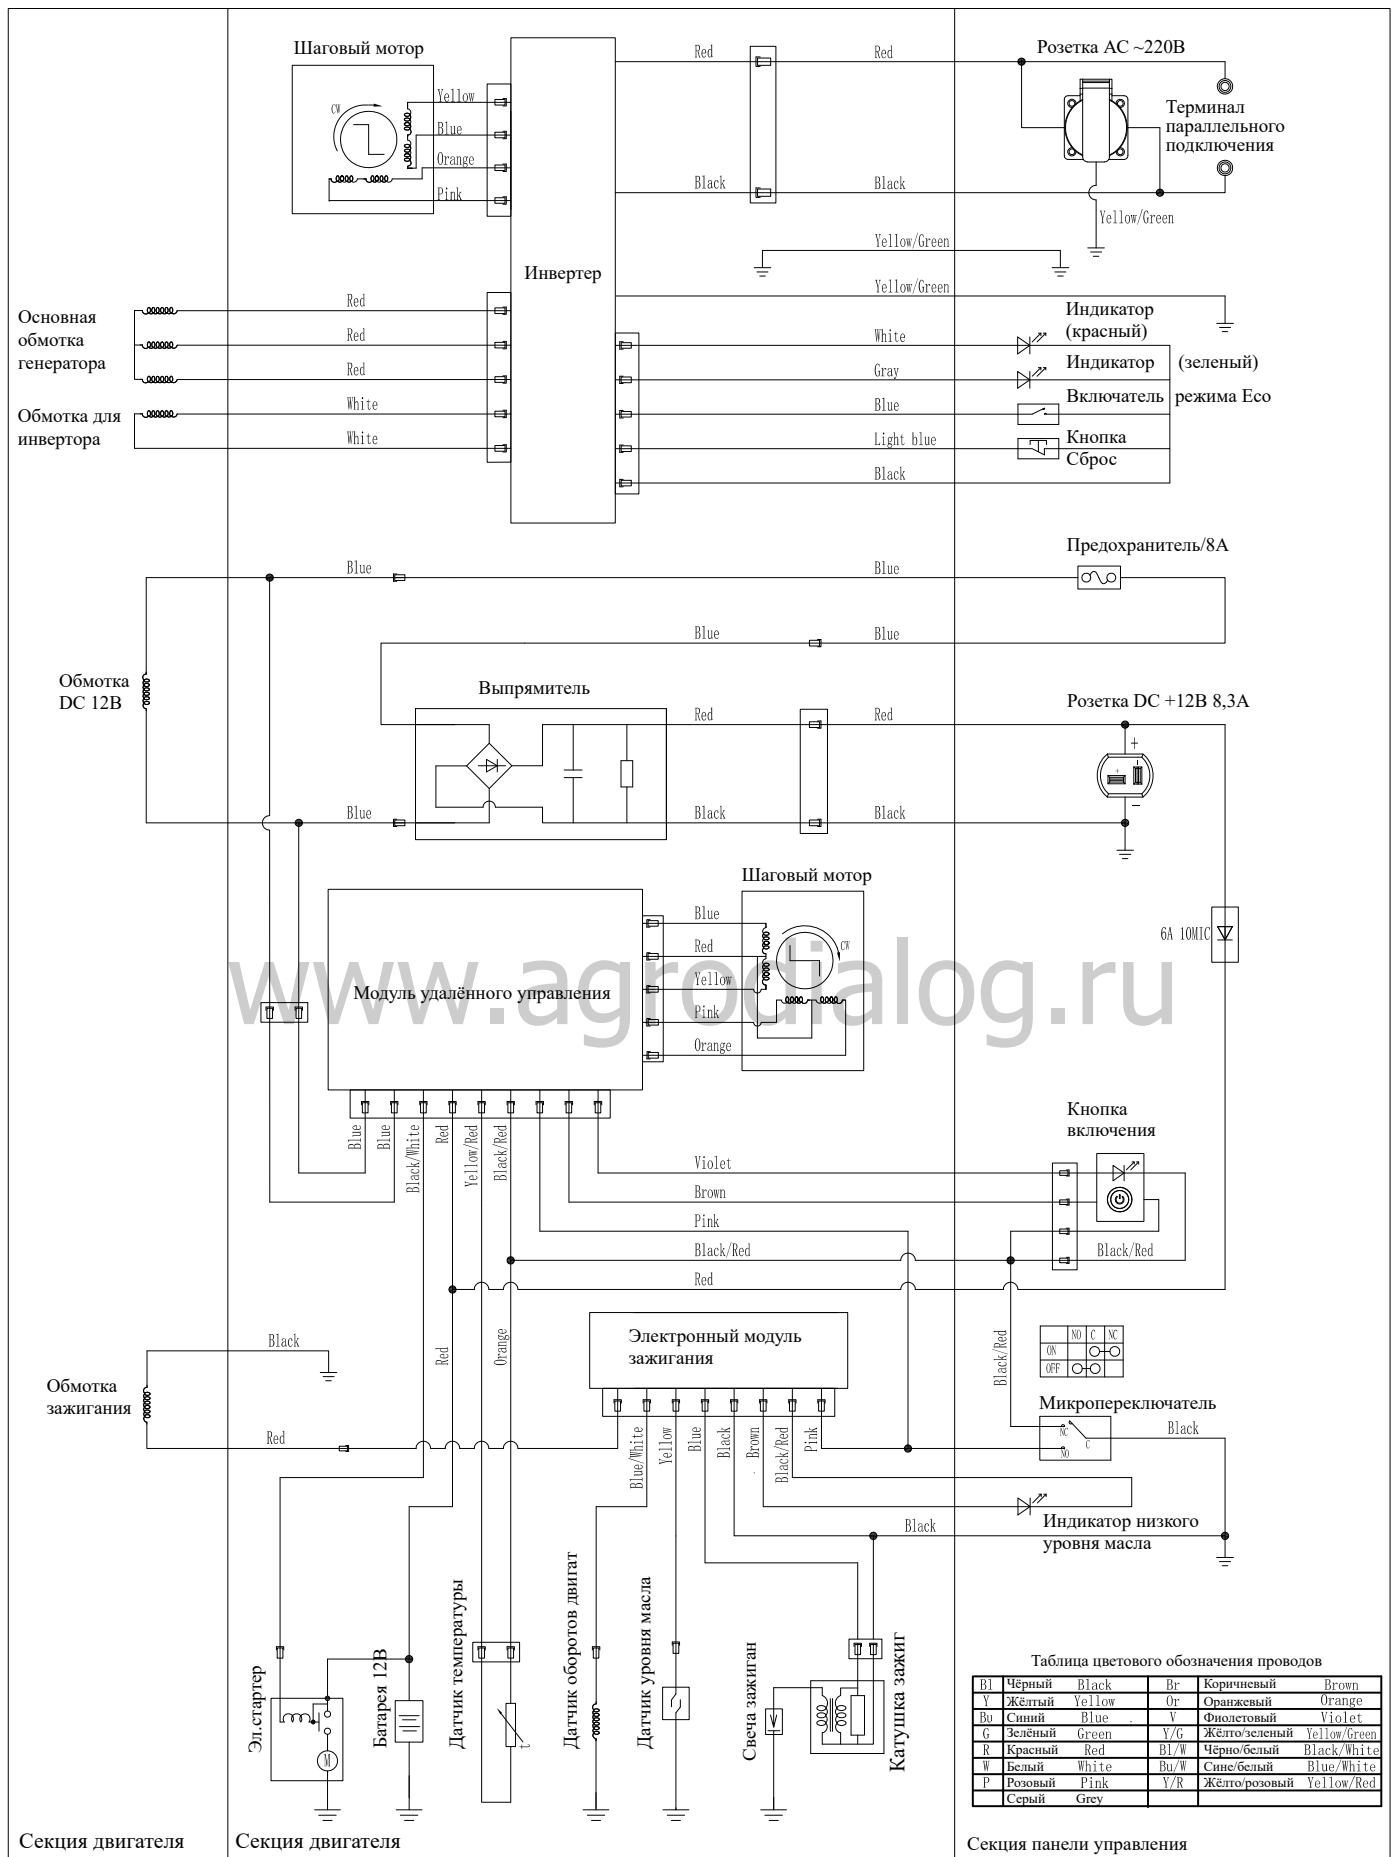 Шаговый мотор
CW
Yellow
Blue
Orange
Pink
Red
Red
Розетка AC ~220В
Терминал
параллельного
подключения
Black
Black
Yellow/Green
Yellow/Green
Инвертер
Yellow/Green
Основная
обмотка
генератора
Red
Red
Red
Обмотка для
инвертора
White
White
White
Gray
Blue
Light blue
Black
Индикатор
(красный)
Индикатор (зеленый)
Включатель режима Eco
Кнопка
Сброс
Предохранитель/8А
Blue
Blue
Blue
Blue
Обмотка
DC 12В
Выпрямитель
Red
Red
Розетка DC +12В 8,3А
+
+
−
−
Blue
Black
Black
Шаговый мотор
Blue
Red
Yellow
Pink
Orange
CW
6A 10MIC
www.agrodialog.ru
Модуль удалённого управления
Blue
Blue
Black/White
Red
Yellow/Red
Black/Red
Кнопка
включения
Violet
Brown
Pink
Black/Red
Black/Red
Red
Black
Red
Orange
Электронный модуль
зажигания
Black/Red
NO C NC
ON
OFF
Обмотка
зажигания
Red
Микропереключатель
NC
NO
C
Black
Blue/White
Yellow
Blue
Black
Brown
Black/Red
Pink
Black
Индикатор низкого
уровня масла
Эл.стартер
M
Батарея 12В
Датчик температуры
t
Датчик оборотов двигат
Датчик уровня масла
Свеча зажиган
Катушка зажиг
Таблица цветового обозначения проводов
Bl Чёрный Black Br Коричневый Brown
Y Жёлтый Yellow Or Оранжевый Orange
Bu Синий Blue V Фиолетовый Violet
G Зелёный Green Y/G Жёлто/зеленый Yellow/Green
R Красный Red Bl/W Чёрно/белый Black/White
W Белый White Bu/W Сине/белый Blue/White
P Розовый Pink Y/R Жёлто/розовый Yellow/Red
Серый Grey
Секция двигателя
Секция двигателя
Секция панели управления